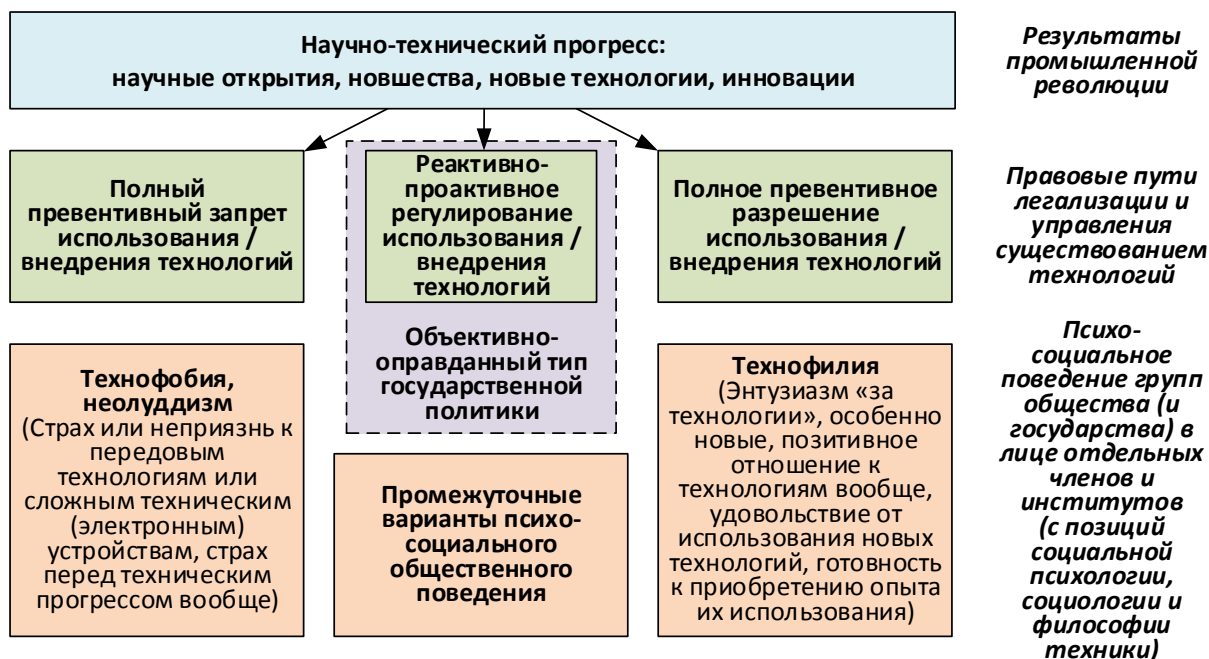 Научно-технический прогресс:
научные открытия, новшества, новые технологии, инновации
Результаты
промышленной
революции
Полный
превентивный запрет
использования /
внедрения технологий
Реактивно-
проактивное
регулирование
использования /
внедрения
технологий
Объективно-
оправданный тип
государственной
политики
Полное превентивное
разрешение
использования /
внедрения технологий
Правовые пути
легализации и
управления
существованием
технологий
Технофобия,
неолуддизм
(Страх или неприязнь к
передовым
технологиям или
сложным техническим
(электронным)
устройствам, страх
перед техническим
прогрессом вообще)
Промежуточные
варианты психо-
социального
общественного
поведения
Технофилия
(Энтузиазм «за
технологии», особенно
новые, позитивное
отношение к
технологиям вообще,
удовольствие от
использования новых
технологий, готовность
к приобретению опыта
их использования)
Психо-
социальное
поведение групп
общества (и
государства) в
лице отдельных
членов и
институтов
(с позиций
социальной
психологии,
социологии и
философии
техники)